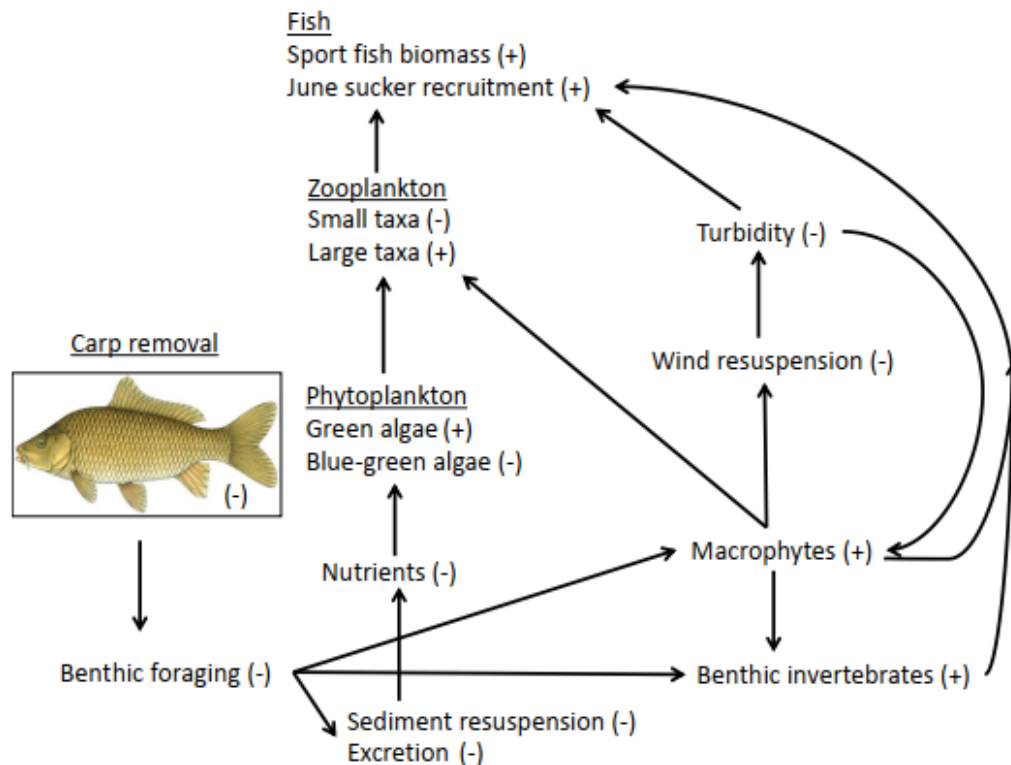 Fish
Sport fish biomass (+)
June sucker recruitment (+)
Zooplankton
Small taxa (-)
Large taxa (+)
Turbidity (-)
Carp removal
(-)
Wind resuspension (-)
Phytoplankton
Green algae (+)
Blue-green algae (-)
Nutrients (-)
Macrophytes (+)
Benthic foraging (-)
Benthic invertebrates (+)
Sediment resuspension (-)
Excretion (-)